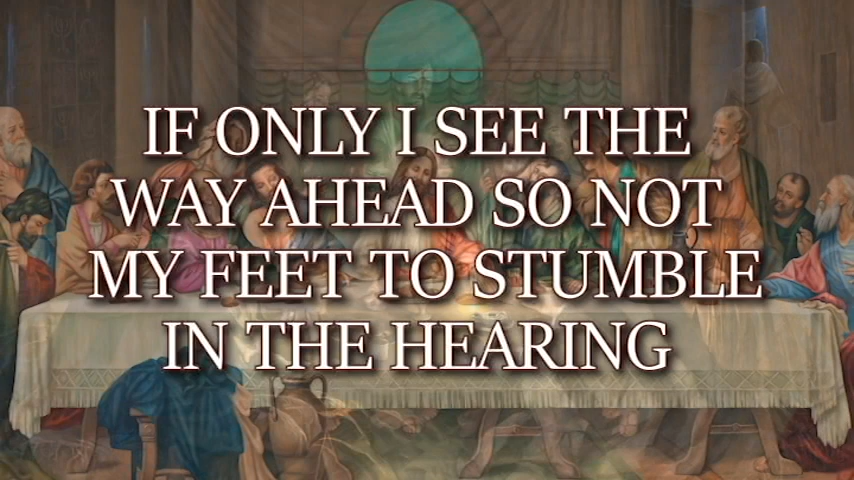 IF ONLY I SEE THE
WAY AHEAD SO NOT
MY FEET TO STUMBLE
IN THE HEARING